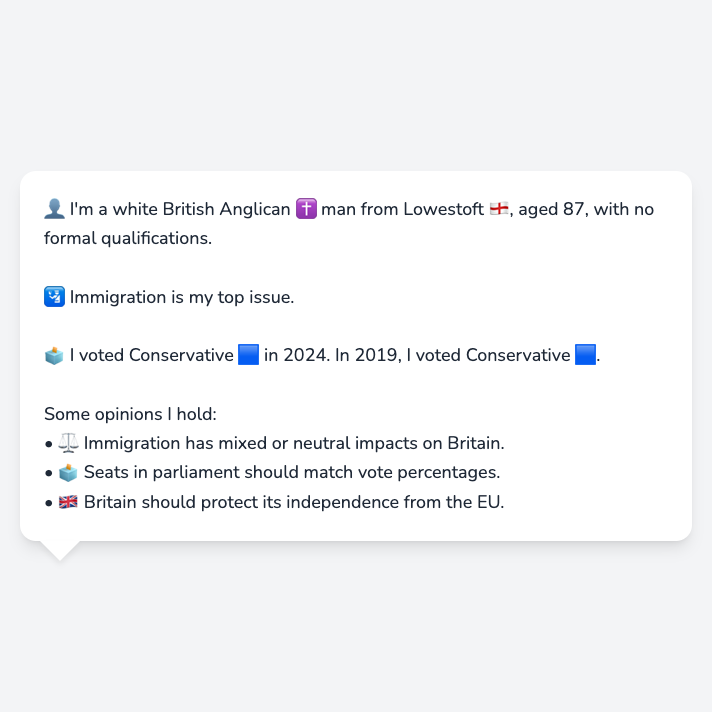 👤 I'm a white British Anglican ✝️ man from Lowestoft 🏴󠁧󠁢󠁥󠁮󠁧󠁿, aged 87, with no
formal qualifications.
🛂 Immigration is my top issue.
🗳️ I voted Conservative 🟦 in 2024. In 2019, I voted Conservative 🟦.
Some opinions I hold:
• ⚖️ Immigration has mixed or neutral impacts on Britain.
• 🗳️ Seats in parliament should match vote percentages.
• 🇬🇧 Britain should protect its independence from the EU.